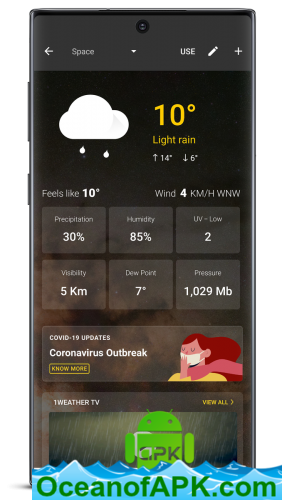 Space
USE
10°
Light rain
↑ 14° ↓ 6°
Feels like 10°
Wind 4 KM/H WNW
Precipitation
30%
Humidity
85%
UV - Low
2
Visibility
5 Km
Dew Point
7°
Pressure
1,029 Mb
COVID-19 UPDATES
Coronavirus Outbreak
KNOW MORE
1WEATHER TV
VIEW ALL >
APK
OceanofAPK.com